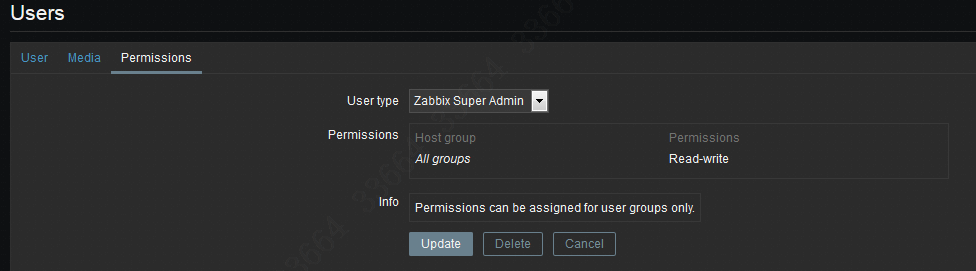 Users
User Media Permissions
User type Zabbix Super Admin
Permissions Host group Permissions
All groups Read-write
Info Permissions can be assigned for user groups only.
Update Delete Cancel